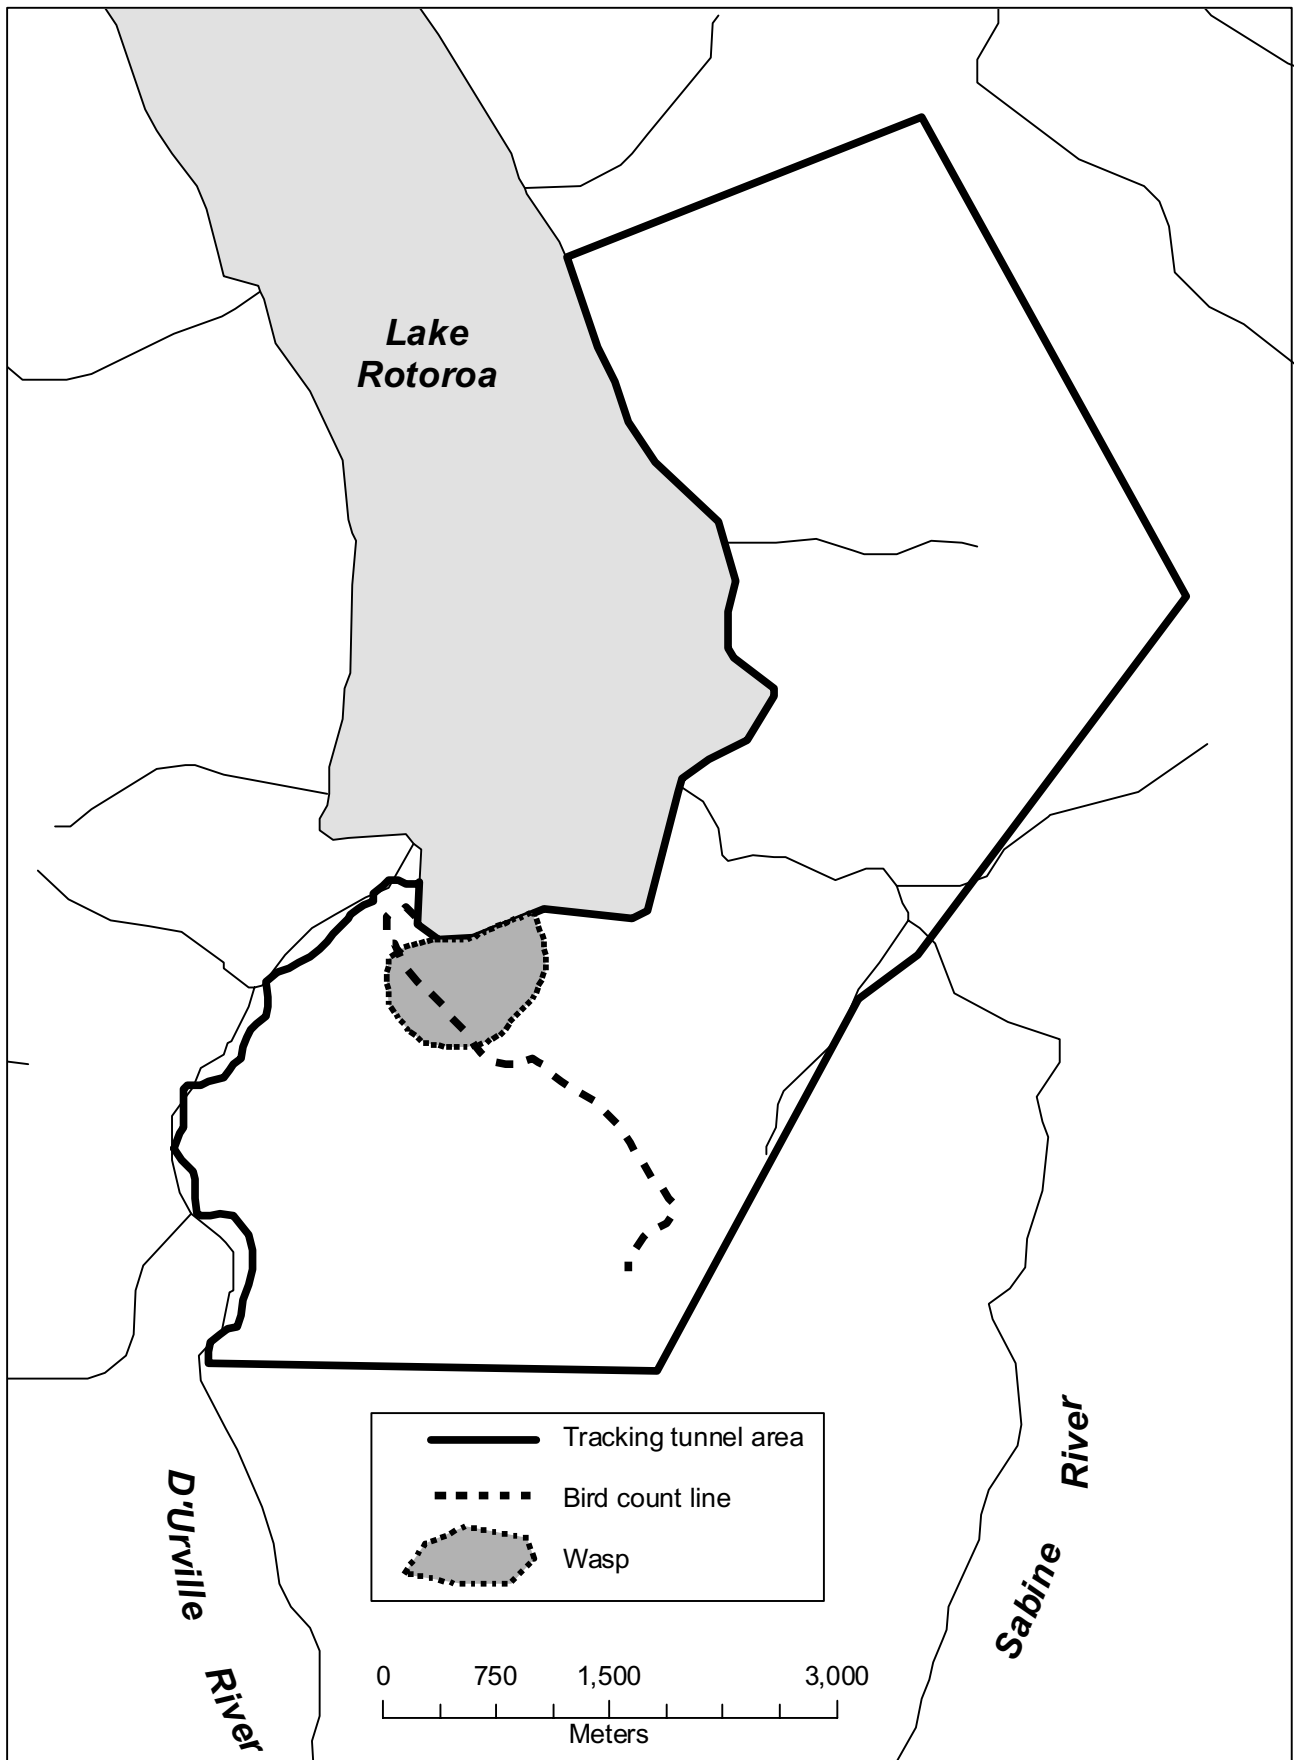 Lake
Rotoroa
Tracking tunnel area
Bird count line
Wasp
D'Urville River
Sabine River
0 750 1,500 3,000
Meters